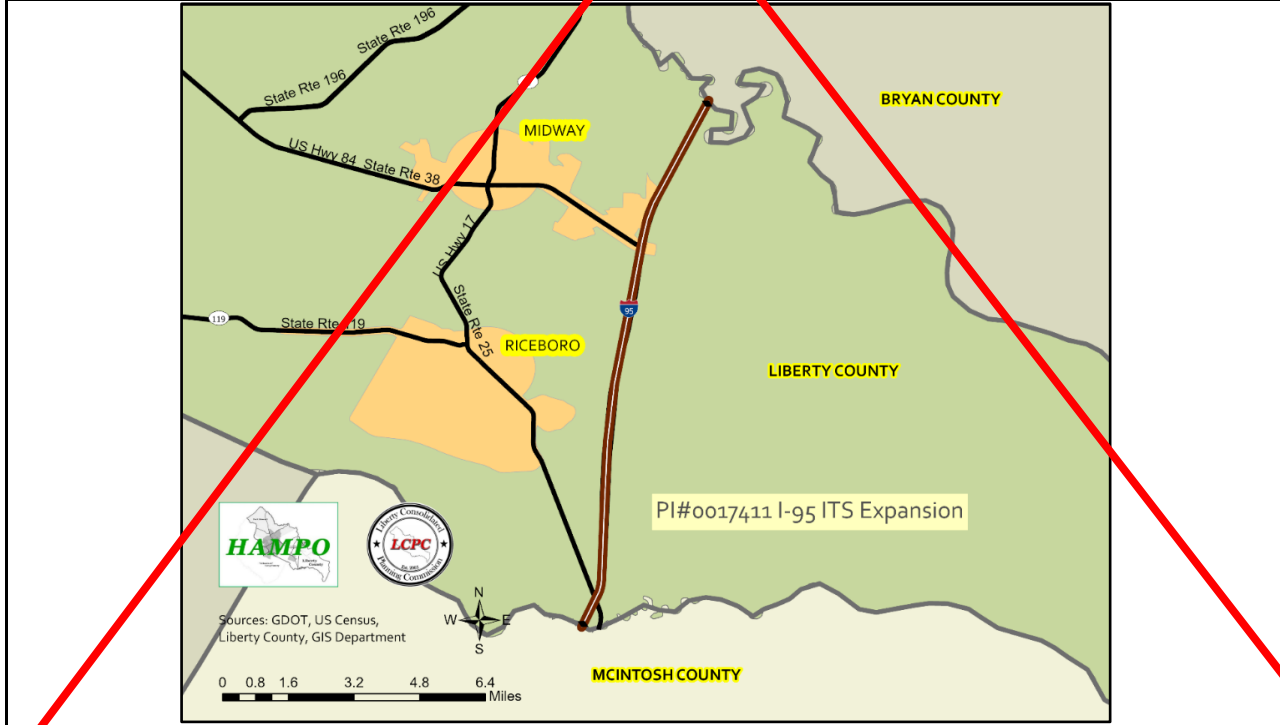 State Rte 196
State Rte 196
BRYAN COUNTY
MIDWAY
US Hwy 84 State Rte 38
US Hwy 17
95
119
State Rte 119
State Rte 25
RICEBORO
LIBERTY COUNTY
PI#0017411 I-95 ITS Expansion
HAMPO
Liberty Consolidated
LCPC
Planning Commission
N
W E
S
Sources: GDOT, US Census,
Liberty County, GIS Department
MCINTOSH COUNTY
0 0.8 1.6 3.2 4.8 6.4
Miles